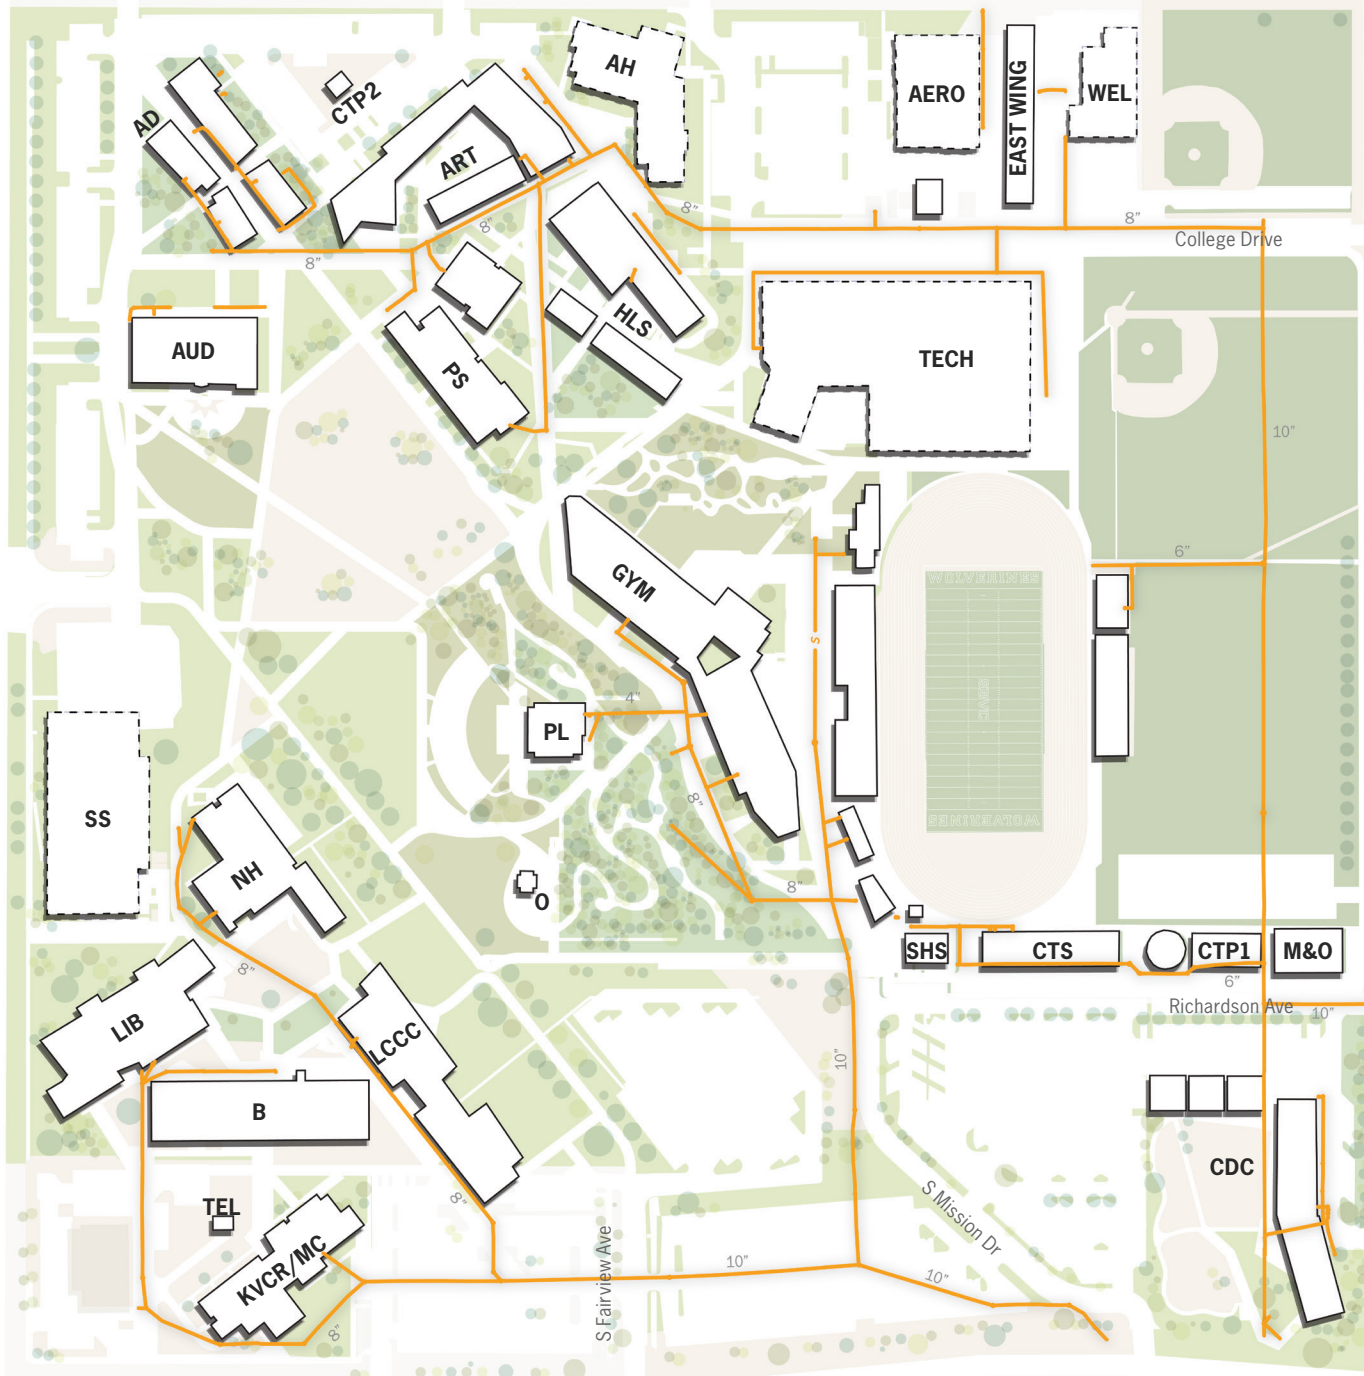 AH
AERO
EAST WING
WEL
CTP2
AD
ART
8"
8"
8"
8"
College Drive
HLS
AUD
PS
TECH
10"
6"
GYM
S
4"
PL
SS
8"
WOLVERINES
NH
8"
O
SHS
CTS
CTP1
M&O
8"
6"
Richardson Ave
10"
LIB
LCCC
10"
B
CDC
8"
TEL
S Mission Dr
KVCR/MC
S Fairview Ave
10"
10"
8"